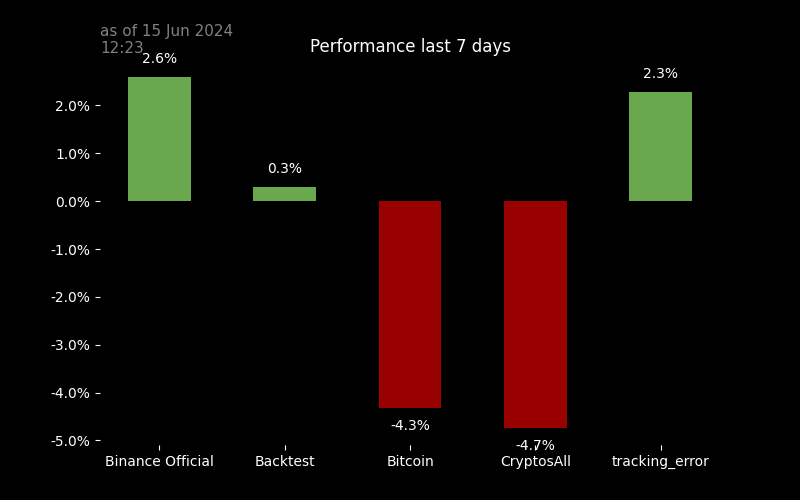 as of 15 Jun 2024
12:23
Performance last 7 days
2.6%
0.3%
-4.3%
-4.7%
2.3%
2.0%
1.0%
0.0%
-1.0%
-2.0%
-3.0%
-4.0%
-5.0%
Binance Official
Backtest
Bitcoin
CryptosAll
tracking_error